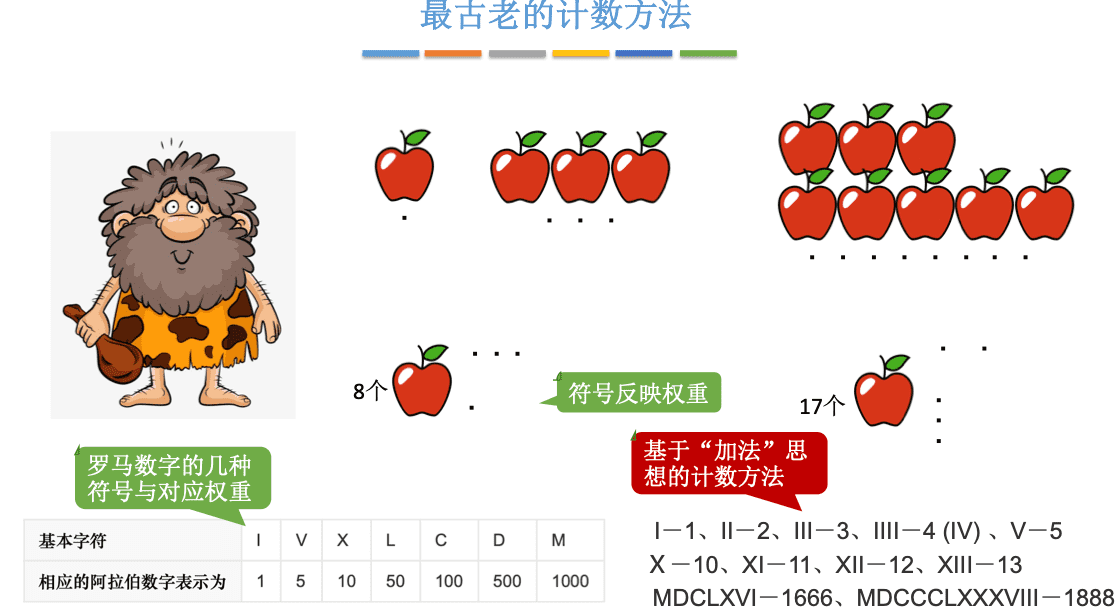 最古老的计数方法
8个
符号反映权重
17个
罗马数字的几种
符号与对应权重
基于“加法”思
想的计数方法
基本字符 I V X L C D M
相应的阿拉伯数字表示为 1 5 10 50 100 500 1000
I－1、II－2、III－3、IIII－4 (IV) 、V－5
X－10、XI－11、XII－12、XIII－13
MDCLXVI－1666、MDCCCLXXXVIII－1888